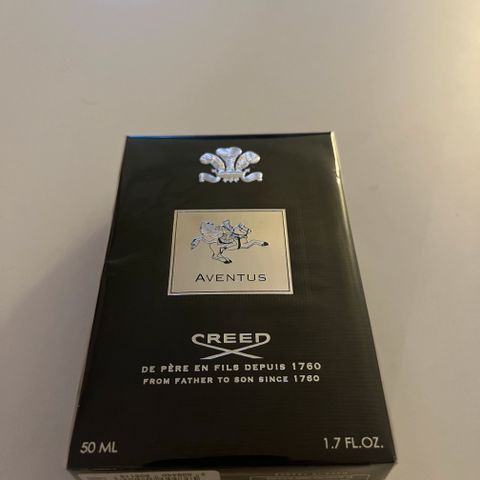 AVENTUS
CREED
DE PÈRE EN FILS DEPUIS 1760
FROM FATHER TO SON SINCE 1760
50 ML 1.7 FL.OZ.